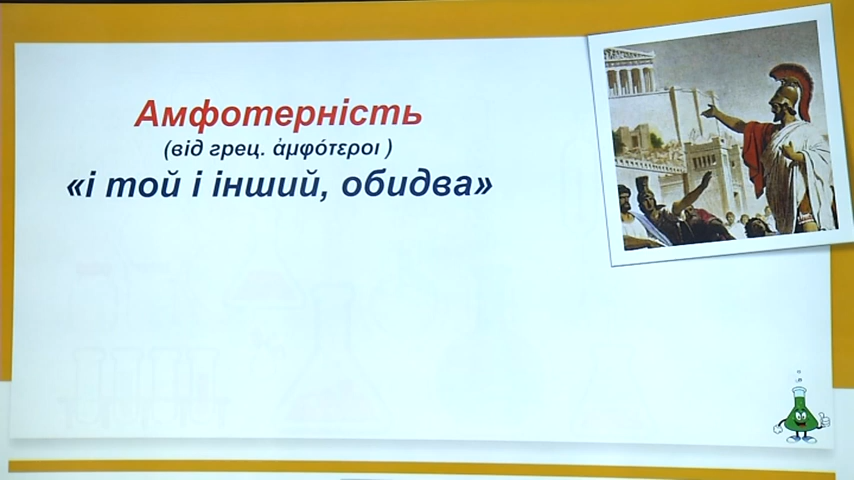 Амфотерність
(від грец. ἀμφότεροι )
«і той і інший, обидва»